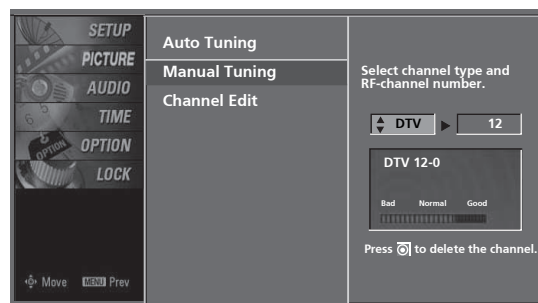 SETUP
PICTURE
AUDIO
TIME
OPTION
LOCK
Move MENU Prev
Auto Tuning
Manual Tuning
Channel Edit
Select channel type and
RF-channel number.
DTV 12
DTV 12-0
Bad Normal Good
Press to delete the channel.